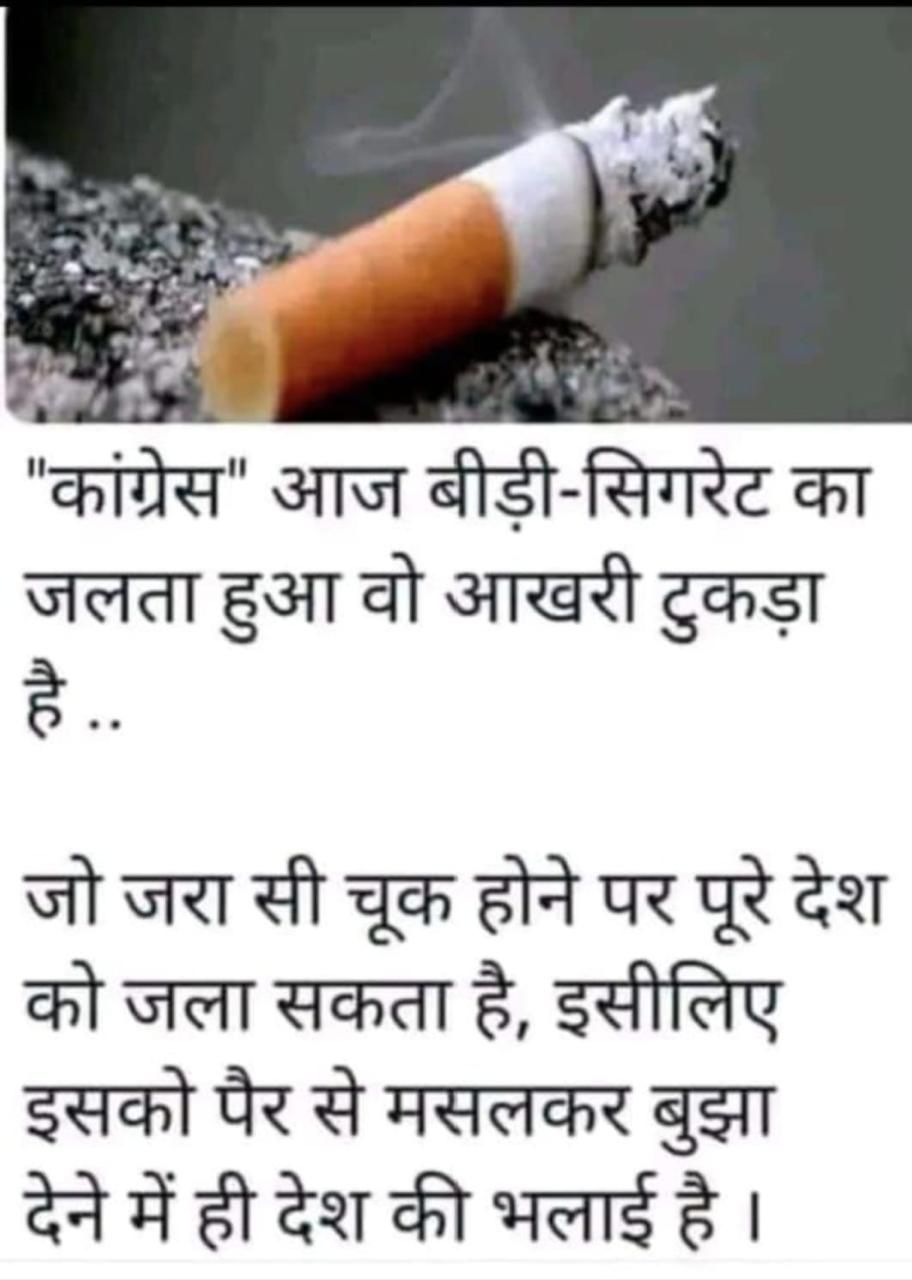 "कांग्रेस" आज बीड़ी-सिगरेट का
जलता हुआ वो आखरी टुकड़ा
है ..
जो जरा सी चूक होने पर पूरे देश
को जला सकता है, इसीलिए
इसको पैर से मसलकर बुझा
देने में ही देश की भलाई है ।